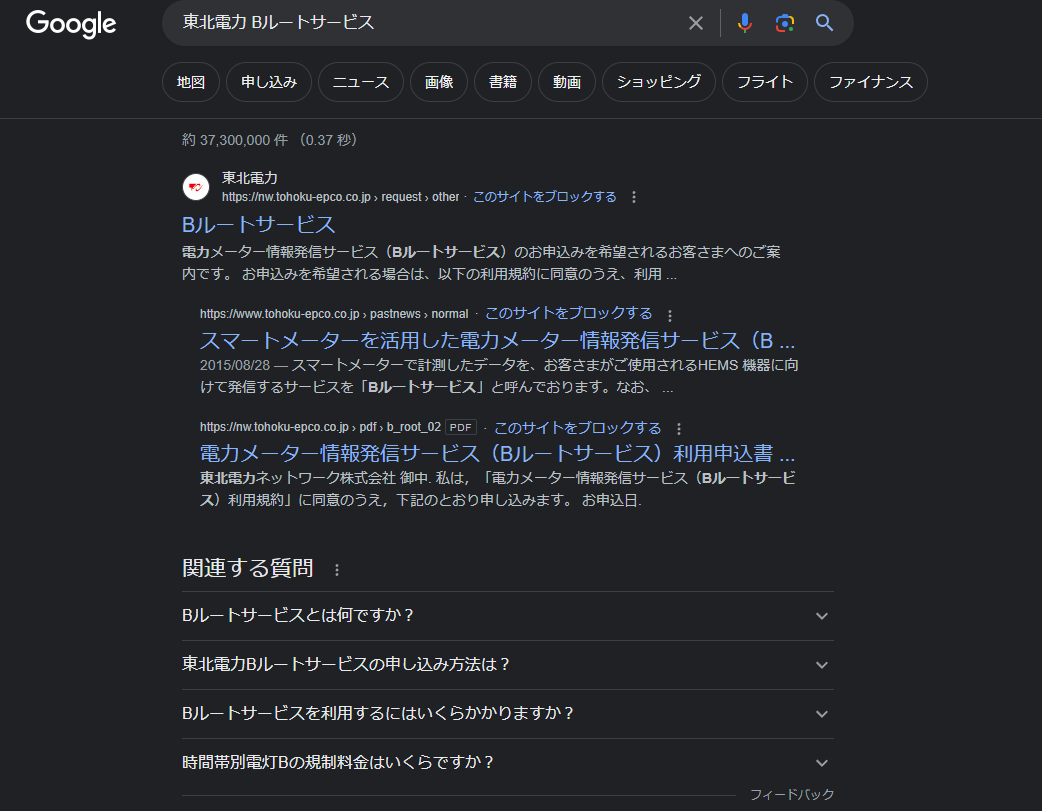 Google
東北電力 Bルートサービス
地図 申し込み ニュース 画像 書籍 動画 ショッピング フライト ファイナンス
約 37,300,000 件 (0.37 秒)
東北電力
https://nw.tohoku-epco.co.jp › request › other · このサイトをブロックする
Bルートサービス
電力メーター情報発信サービス（Bルートサービス）のお申込みを希望されるお客さまへのご案
内です。 お申込みを希望される場合は、以下の利用規約に同意のうえ、利用 ...
https://www.tohoku-epco.co.jp › pastnews › normal · このサイトをブロックする
スマートメーターを活用した電力メーター情報発信サービス（B ...
2015/08/28 — スマートメーターで計測したデータを、お客さまがご使用されるHEMS 機器に向
けて発信するサービスを「Bルートサービス」と呼んでおります。なお、 ...
https://nw.tohoku-epco.co.jp › pdf › b_root_02 PDF · このサイトをブロックする
電力メーター情報発信サービス（Bルートサービス）利用申込書 ...
東北電力ネットワーク株式会社 御中. 私は，「電力メーター情報発信サービス（Bルートサービ
ス）利用規約」に同意のうえ，下記のとおり申し込みます。 お申込日.
関連する質問
Bルートサービスとは何ですか？
東北電力Bルートサービスの申し込み方法は？
Bルートサービスを利用するにはいくらかかりますか？
時間帯別電灯Bの規制料金はいくらですか？
フィードバック